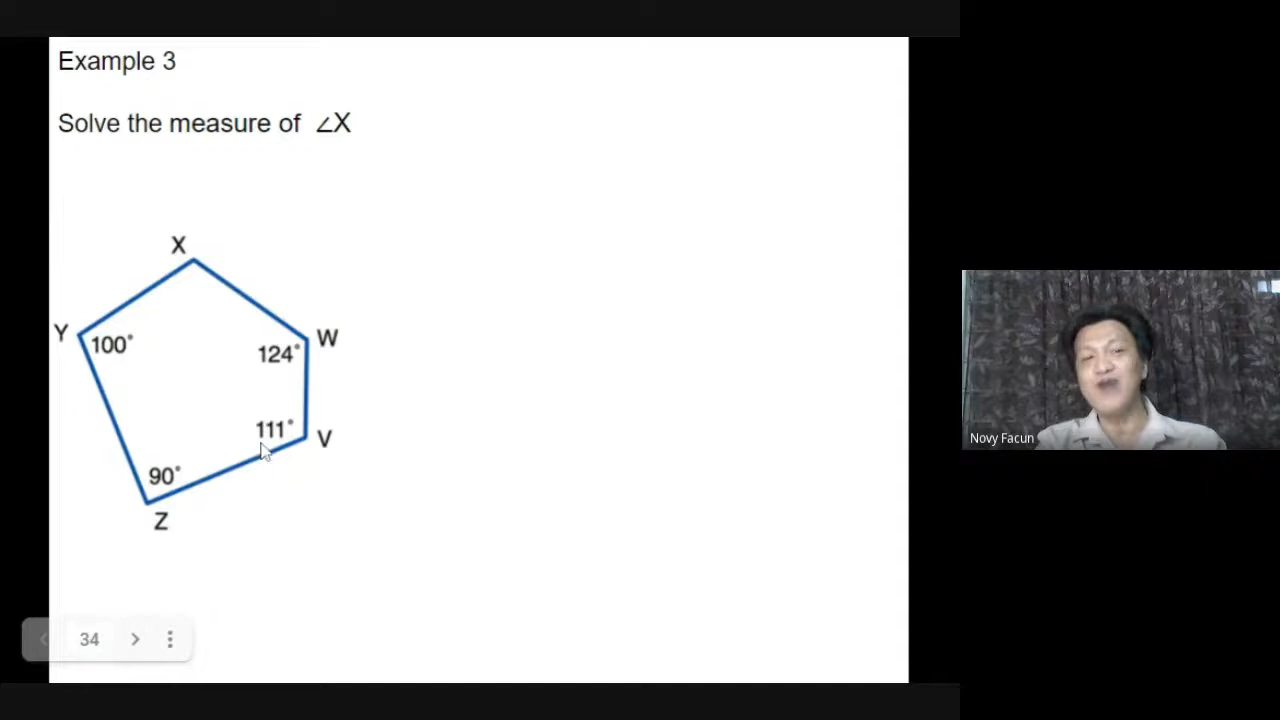 Example 3
Solve the measure of ∠X
X
Y
100°
W
124°
111°
V
90°
Z
34
Novy Facun